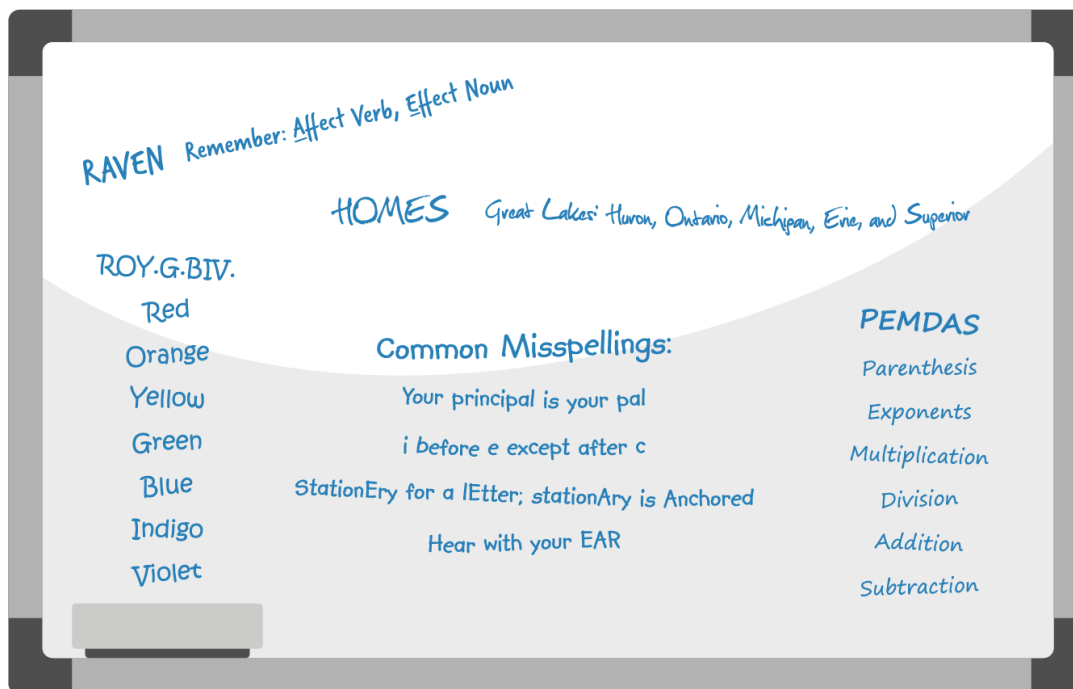 RAVEN Remember: Affect Verb, Effect Noun
HOMES Great Lakes: Huron, Ontario, Michigan, Erie, and Superior
ROY.G.BIV.
Red
Orange
Yellow
Green
Blue
Indigo
Violet
Common Misspellings:
Your principal is your pal
i before e except after c
StationEry for a lEtter; stationAry is Anchored
Hear with your EAR
PEMDAS
Parenthesis
Exponents
Multiplication
Division
Addition
Subtraction